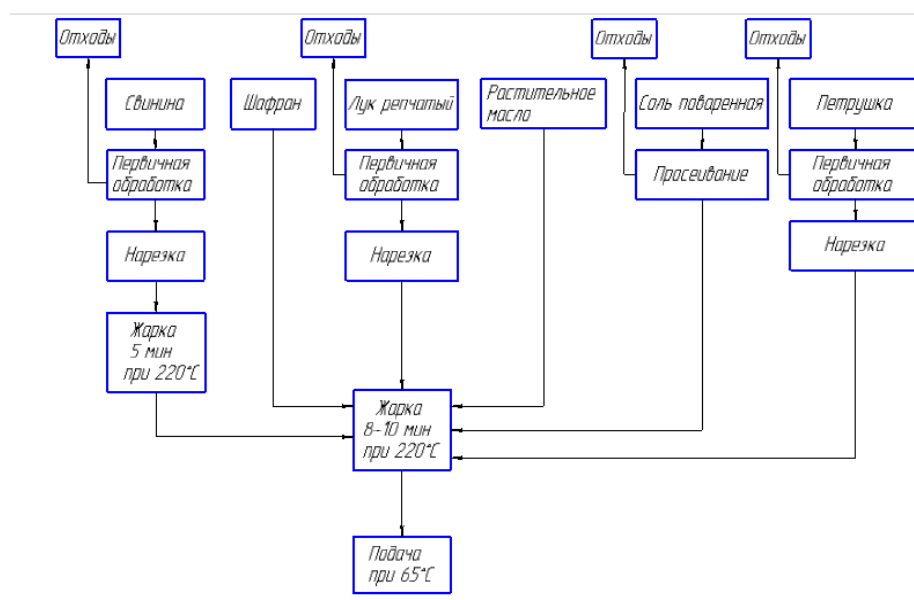 Отходы
Отходы
Отходы
Отходы
Свинина
Шафран
Лук репчатый
Растительное
масло
Соль поваренная
Петрушка
Первичная
обработка
Первичная
обработка
Просеивание
Первичная
обработка
Нарезка
Нарезка
Нарезка
Жарка
5 мин
при 220°С
Жарка
8-10 мин
при 220°С
Подача
при 65°С